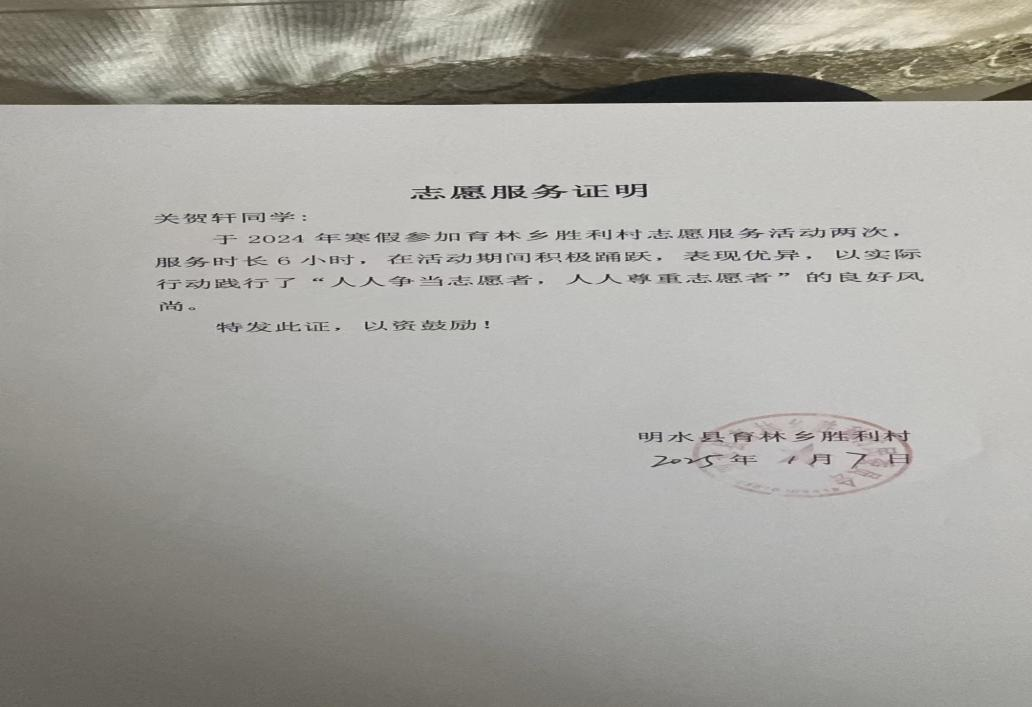 志愿服务证明
关贺轩同学：
于 2024 年寒假参加育林乡胜利村志愿服务活动两次，
服务时长 6 小时，在活动期间积极踊跃，表现优异，以实际
行动践行了“人人争当志愿者，人人尊重志愿者”的良好风
尚。
特发此证，以资鼓励！
明水县育林乡胜利村
2025 年 1 月 7 日